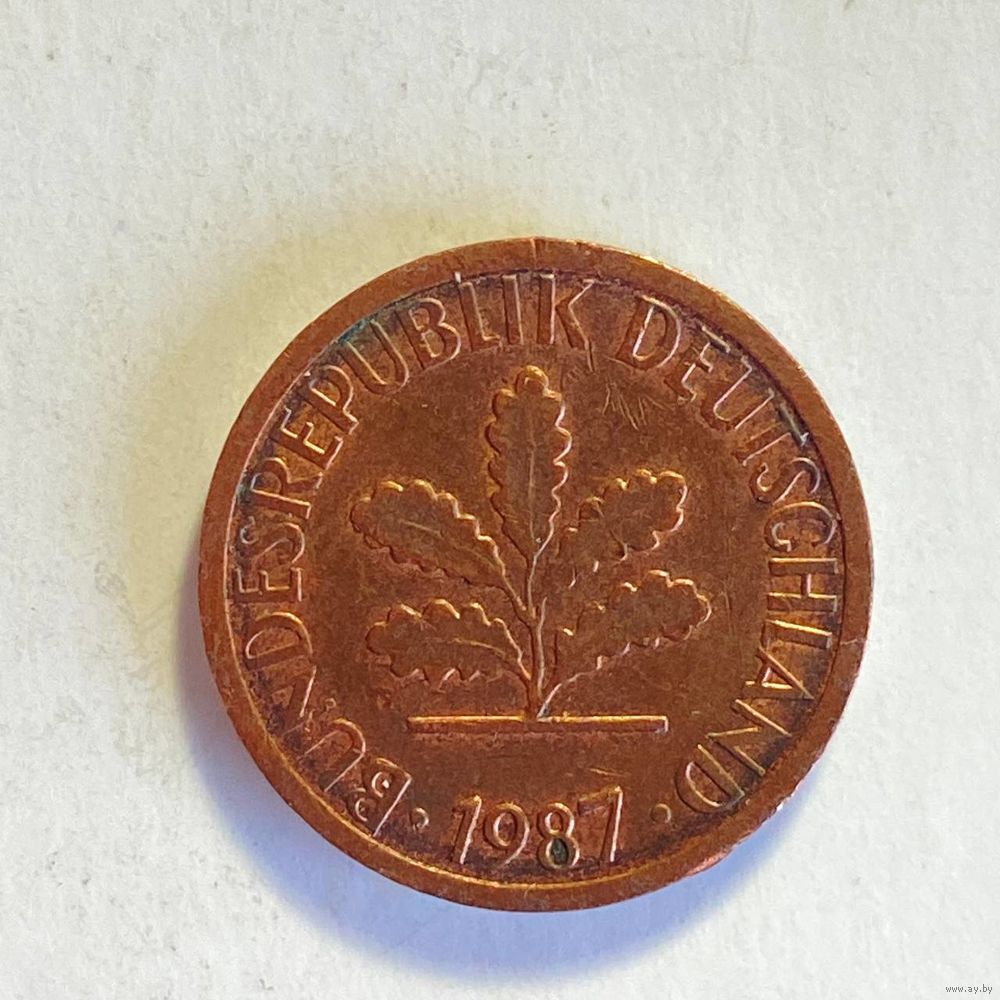 BUNDESREPUBLIK DEUTSCHLAND
· 1987 ·
www.ay.by